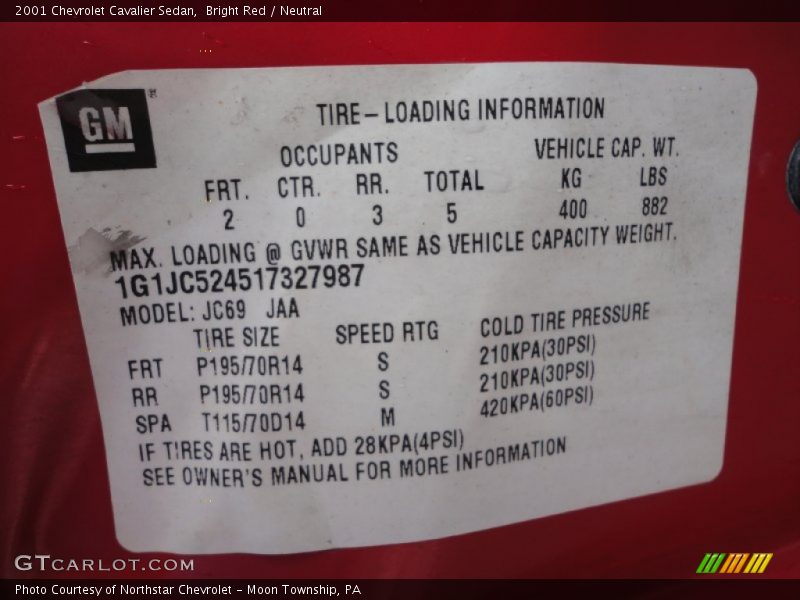 2001 Chevrolet Cavalier Sedan,  Bright Red / Neutral
GM
TIRE-LOADING INFORMATION
OCCUPANTS VEHICLE CAP. WT.
FRT. CTR. RR. TOTAL KG LBS
2 0 3 5 400 882
MAX. LOADING @ GVWR SAME AS VEHICLE CAPACITY WEIGHT.
1G1JC524517327987
MODEL: JC69 JAA
TIRE SIZE SPEED RTG COLD TIRE PRESSURE
FRT P195/70R14 S 210KPA(30PSI)
RR P195/70R14 S 210KPA(30PSI)
SPA T115/70D14 M 420KPA(60PSI)
IF TIRES ARE HOT, ADD 28KPA(4PSI)
SEE OWNER'S MANUAL FOR MORE INFORMATION
GTCARLOT.COM
Photo Courtesy of Northstar Chevrolet - Moon Township, PA